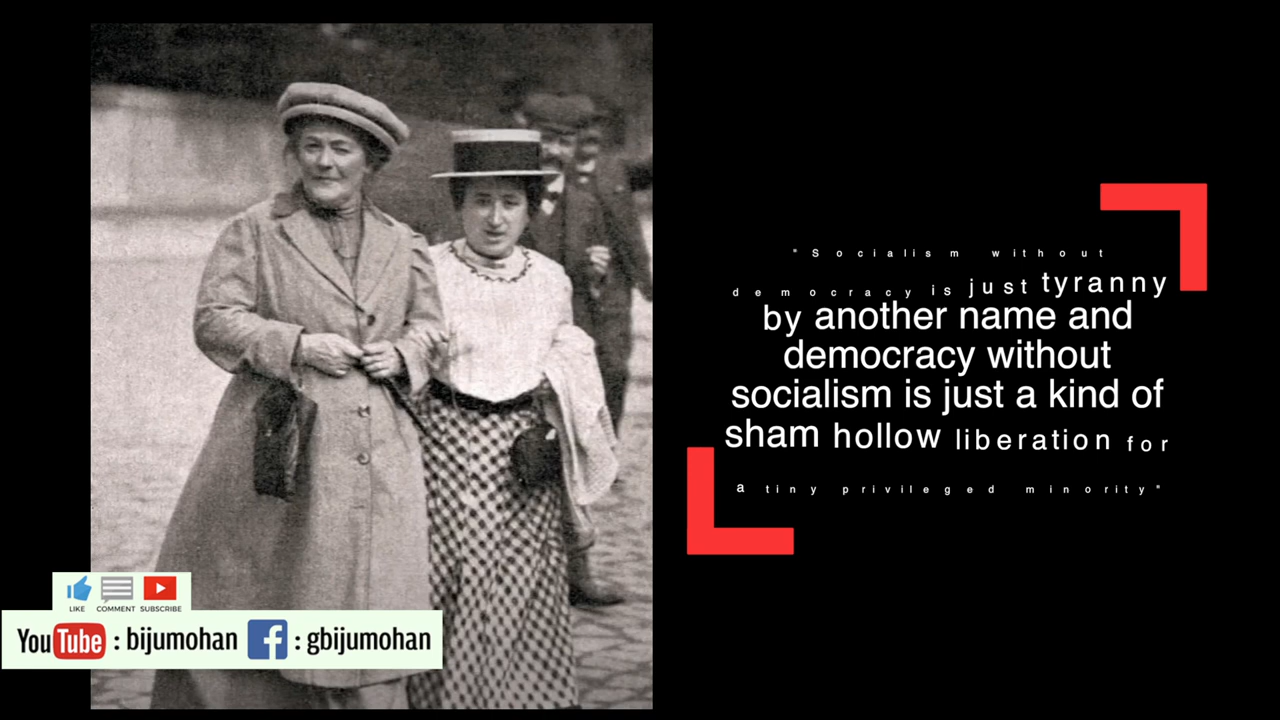 "Socialism without
democracy is just tyranny
by another name and
democracy without
socialism is just a kind of
sham hollow liberation for
a tiny privileged minority"
LIKE COMMENT SUBSCRIBE
YouTube : bijumohan f : gbijumohan